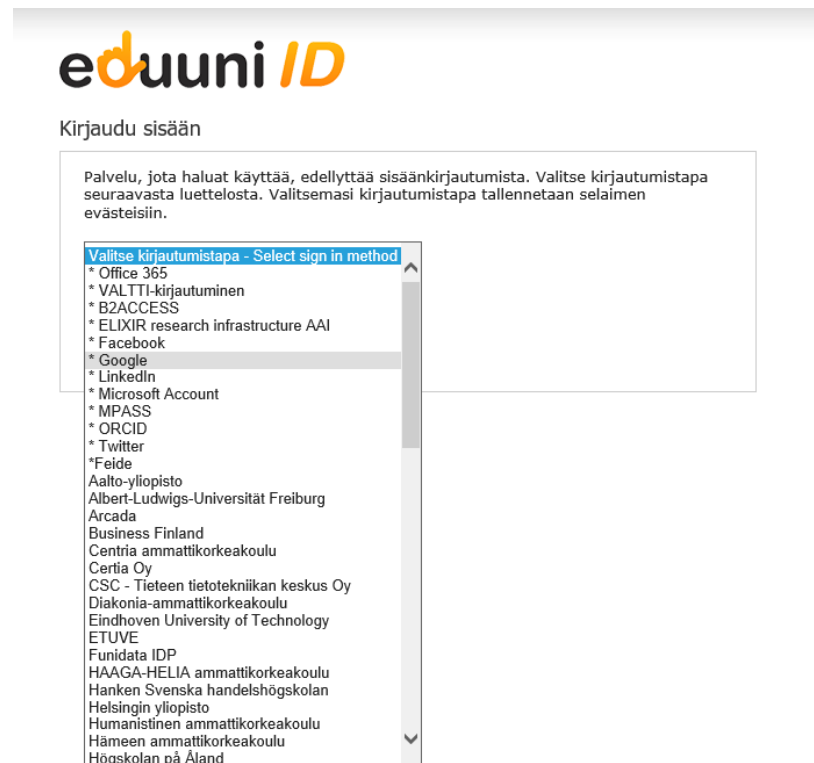 eduuni ID
Kirjaudu sisään
Palvelu, jota haluat käyttää, edellyttää sisäänkirjautumista. Valitse kirjautumistapa
seuraavasta luettelosta. Valitsemasi kirjautumistapa tallennetaan selaimen
evästeisiin.
Valitse kirjautumistapa - Select sign in method
* Office 365
* VALTTI-kirjautuminen
* B2ACCESS
* ELIXIR research infrastructure AAI
* Facebook
* Google
* LinkedIn
* Microsoft Account
* MPASS
* ORCID
* Twitter
*Feide
Aalto-yliopisto
Albert-Ludwigs-Universität Freiburg
Arcada
Business Finland
Centria ammattikorkeakoulu
Certia Oy
CSC - Tieteen tietotekniikan keskus Oy
Diakonia-ammattikorkeakoulu
Eindhoven University of Technology
ETUVE
Funidata IDP
HAAGA-HELIA ammattikorkeakoulu
Hanken Svenska handelshögskolan
Helsingin yliopisto
Humanistinen ammattikorkeakoulu
Hämeen ammattikorkeakoulu
Högskolan på Åland